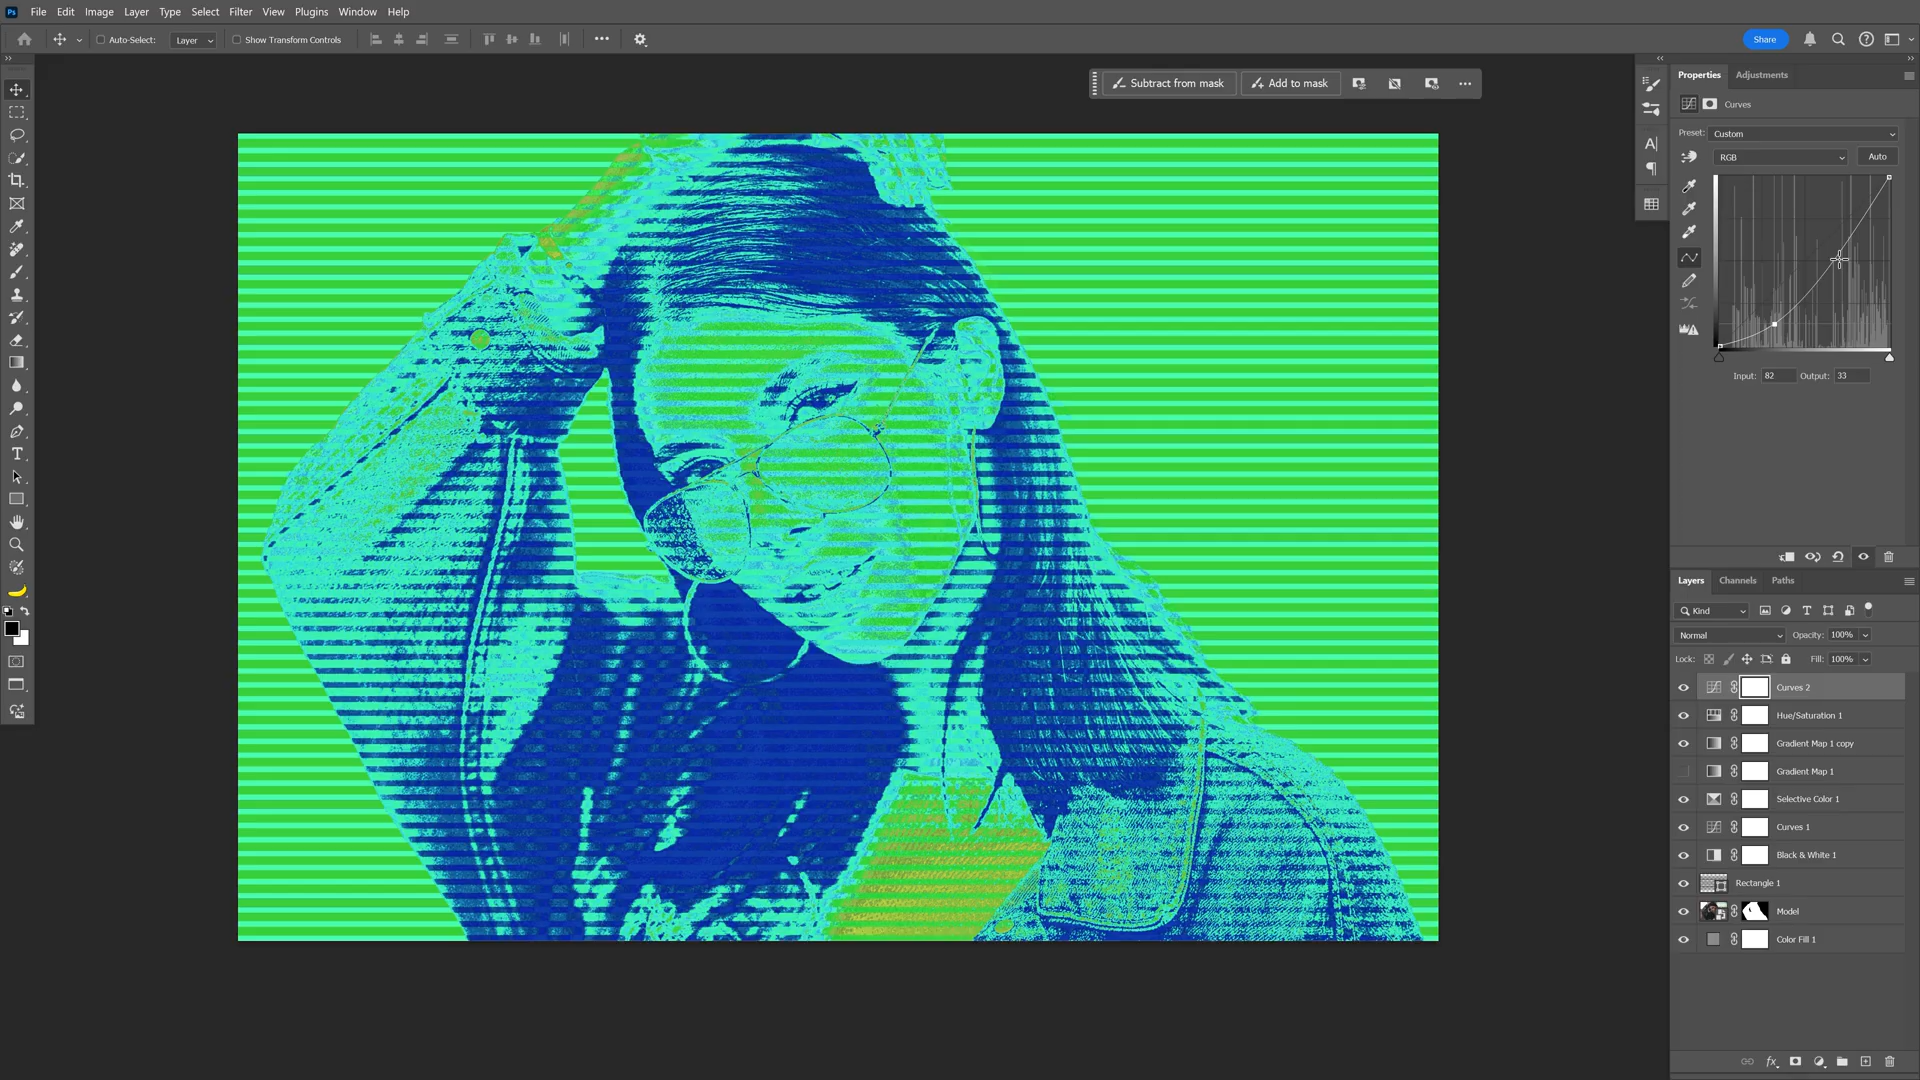 Ps File Edit Image Layer Type Select Filter View Plugins Window Help
Auto-Select: Layer Show Transform Controls ••• Share
Subtract from mask Add to mask
Properties Adjustments
Curves
Preset: Custom
RGB Auto
Input: 82 Output: 33
Layers Channels Paths
Kind
Normal Opacity: 100%
Lock: Fill: 100%
Curves 2
Hue/Saturation 1
Gradient Map 1 copy
Gradient Map 1
Selective Color 1
Curves 1
Black & White 1
Rectangle 1
Model
Color Fill 1
fx